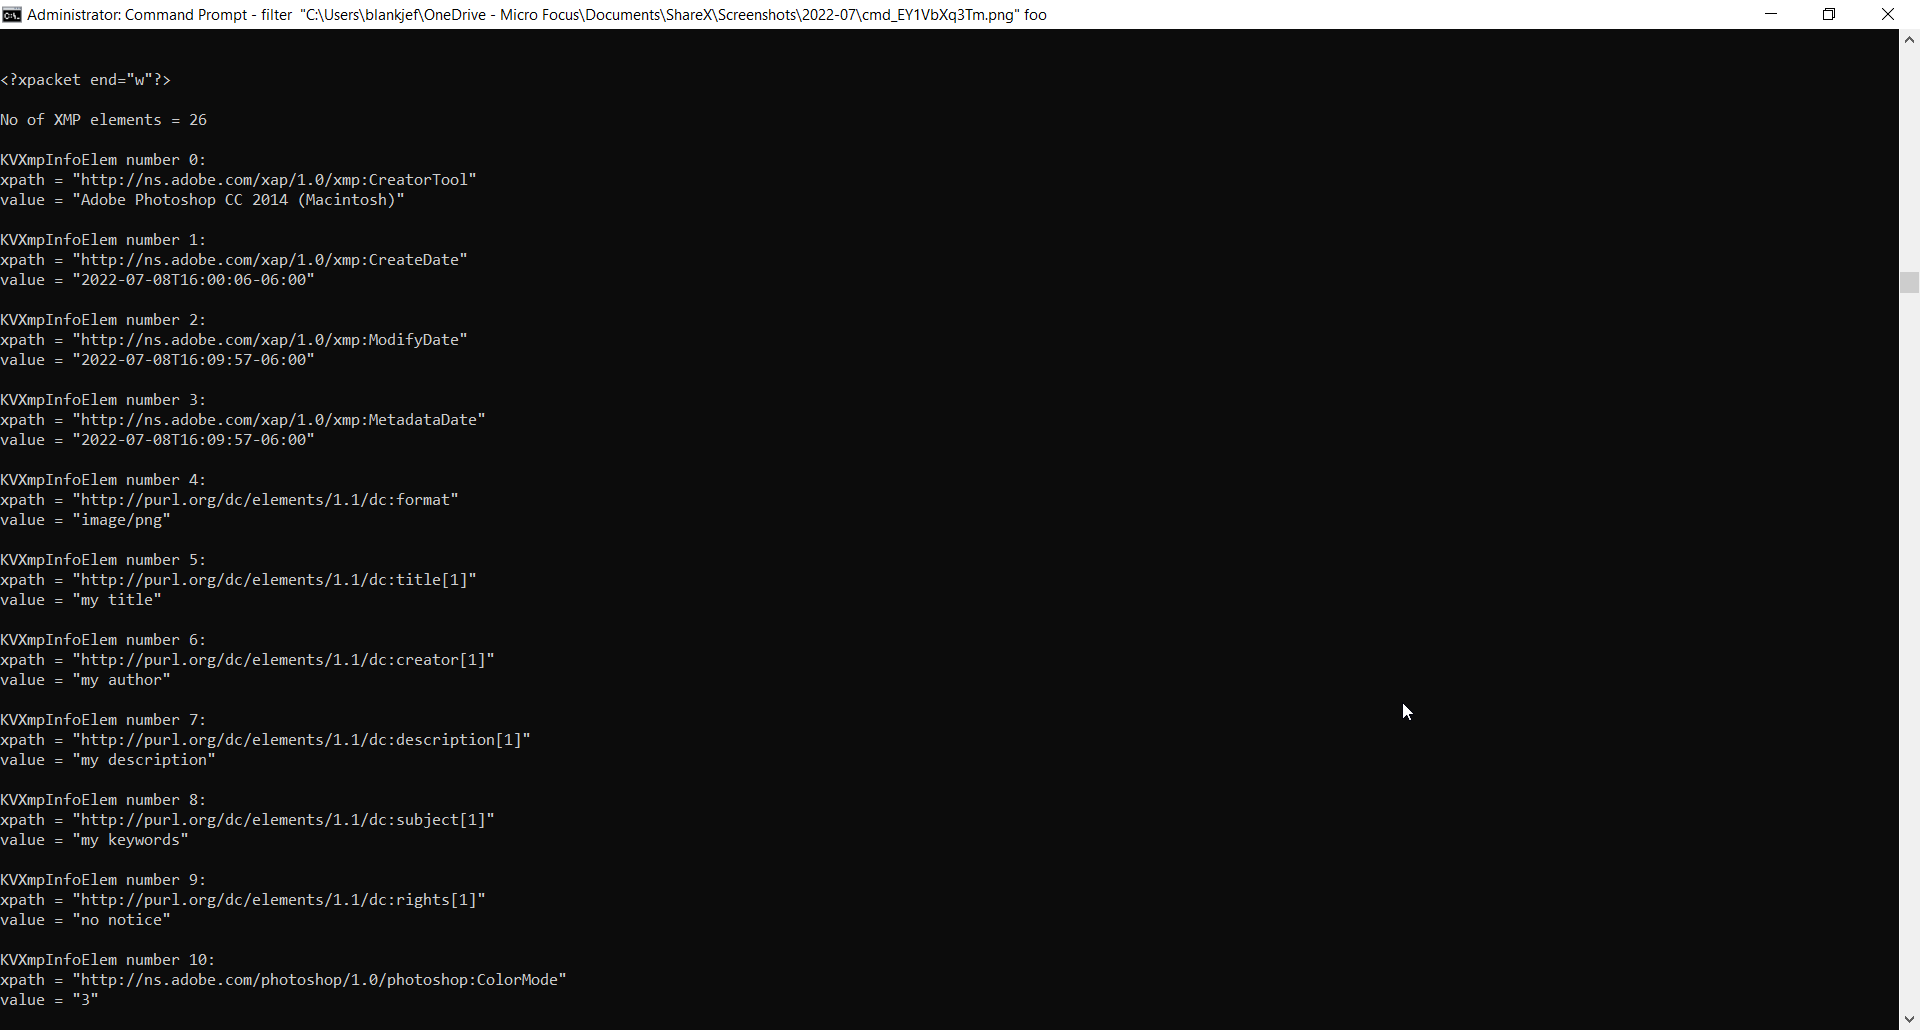 Administrator: Command Prompt - filter "C:\Users\blankjef\OneDrive - Micro Focus\Documents\ShareX\Screenshots\2022-07\cmd_EY1VbXq3Tm.png" foo
<?xpacket end="w"?>
No of XMP elements = 26
KVXmpInfoElem number 0:
xpath = "http://ns.adobe.com/xap/1.0/xmp:CreatorTool"
value = "Adobe Photoshop CC 2014 (Macintosh)"
KVXmpInfoElem number 1:
xpath = "http://ns.adobe.com/xap/1.0/xmp:CreateDate"
value = "2022-07-08T16:00:06-06:00"
KVXmpInfoElem number 2:
xpath = "http://ns.adobe.com/xap/1.0/xmp:ModifyDate"
value = "2022-07-08T16:09:57-06:00"
KVXmpInfoElem number 3:
xpath = "http://ns.adobe.com/xap/1.0/xmp:MetadataDate"
value = "2022-07-08T16:09:57-06:00"
KVXmpInfoElem number 4:
xpath = "http://purl.org/dc/elements/1.1/dc:format"
value = "image/png"
KVXmpInfoElem number 5:
xpath = "http://purl.org/dc/elements/1.1/dc:title[1]"
value = "my title"
KVXmpInfoElem number 6:
xpath = "http://purl.org/dc/elements/1.1/dc:creator[1]"
value = "my author"
KVXmpInfoElem number 7:
xpath = "http://purl.org/dc/elements/1.1/dc:description[1]"
value = "my description"
KVXmpInfoElem number 8:
xpath = "http://purl.org/dc/elements/1.1/dc:subject[1]"
value = "my keywords"
KVXmpInfoElem number 9:
xpath = "http://purl.org/dc/elements/1.1/dc:rights[1]"
value = "no notice"
KVXmpInfoElem number 10:
xpath = "http://ns.adobe.com/photoshop/1.0/photoshop:ColorMode"
value = "3"